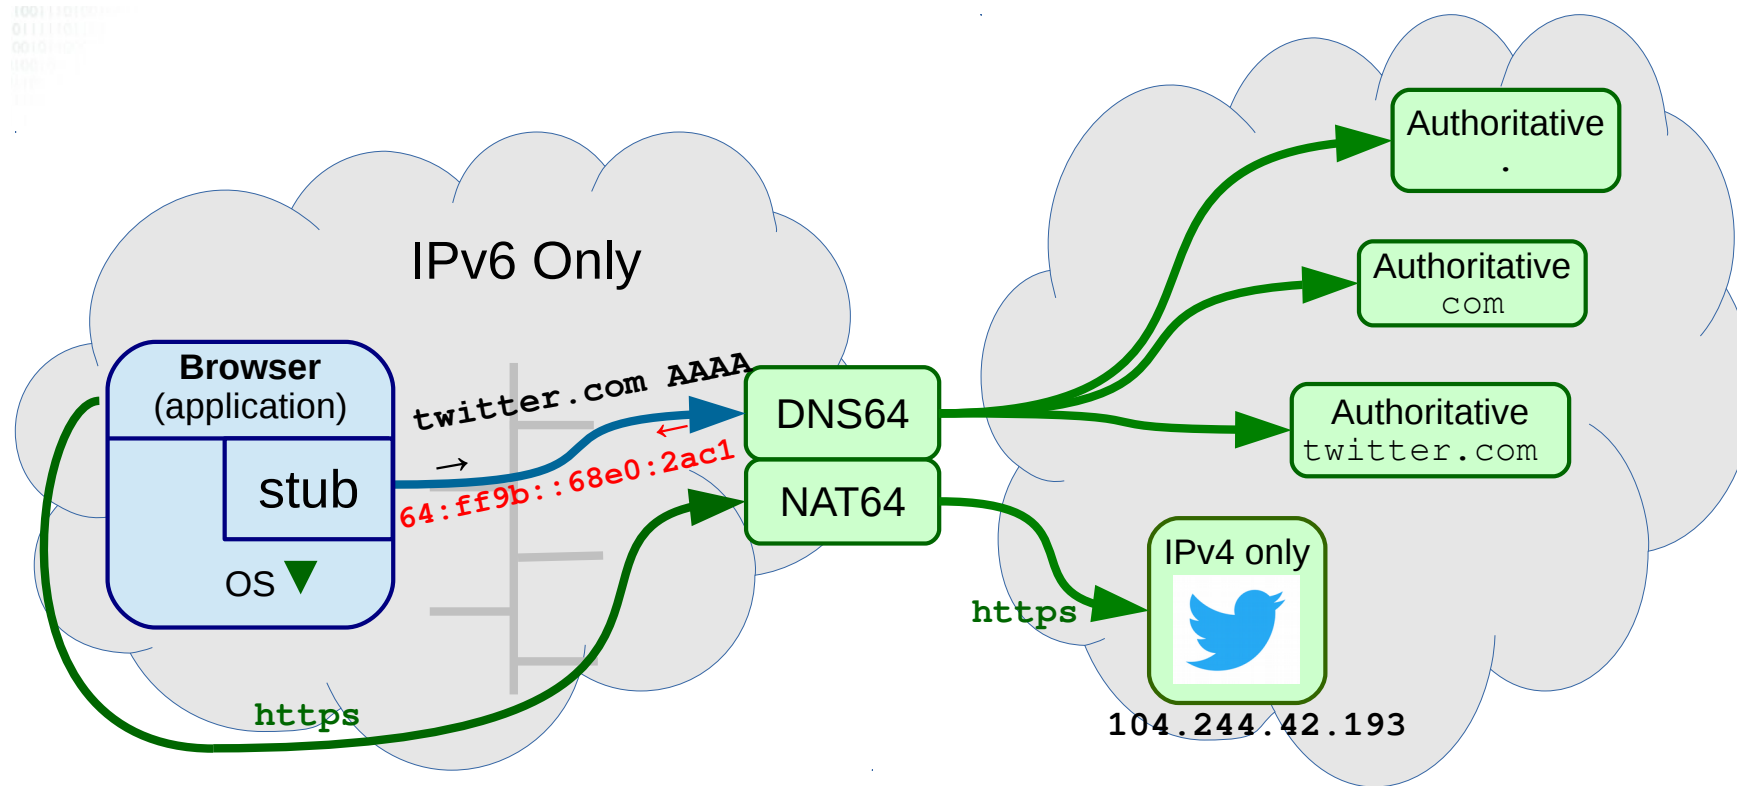 IPv6 Only
Browser
(application)
stub
OS
twitter.com AAAA
64:ff9b::68e0:2ac1
https
DNS64
NAT64
https
Authoritative
.
Authoritative
com
Authoritative
twitter.com
IPv4 only
104.244.42.193